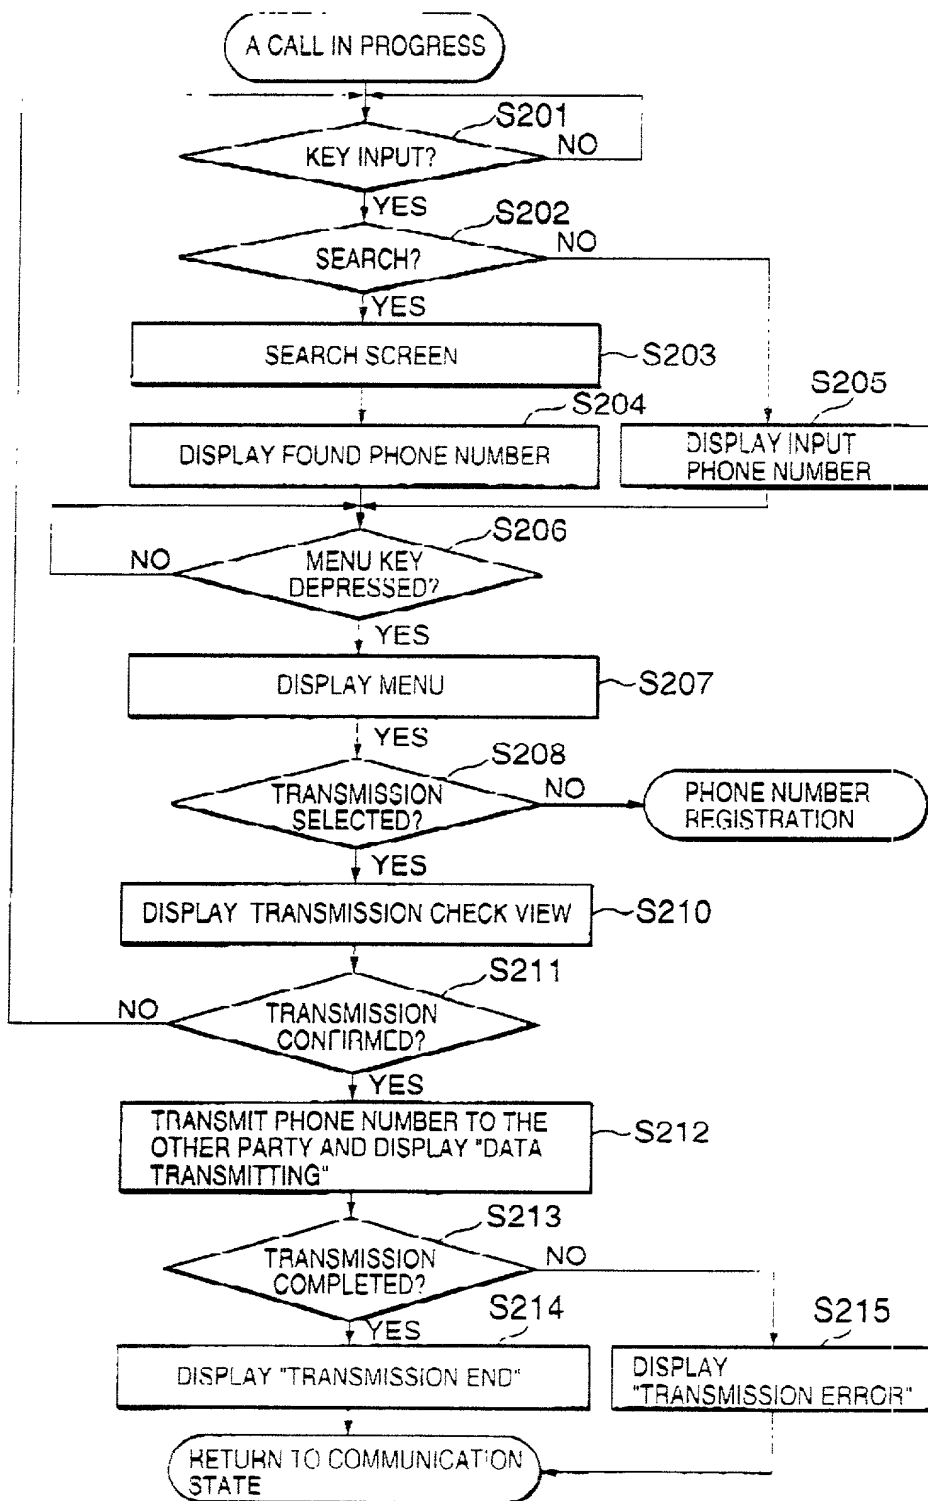 A CALL IN PROGRESS
S201
KEY INPUT?
NO
YES
S202
SEARCH?
NO
YES
SEARCH SCREEN
S203
S204
S205
DISPLAY FOUND PHONE NUMBER
DISPLAY INPUT
PHONE NUMBER
S206
NO
MENU KEY
DEPRESSED?
YES
DISPLAY MENU
S207
YES
S208
TRANSMISSION
SELECTED?
NO
PHONE NUMBER
REGISTRATION
YES
DISPLAY TRANSMISSION CHECK VIEW
S210
S211
NO
TRANSMISSION
CONFIRMED?
YES
TRANSMIT PHONE NUMBER TO THE
OTHER PARTY AND DISPLAY "DATA
TRANSMITTING"
S212
S213
TRANSMISSION
COMPLETED?
NO
YES
S214
S215
DISPLAY "TRANSMISSION END"
DISPLAY
"TRANSMISSION ERROR"
RETURN TO COMMUNICATION
STATE